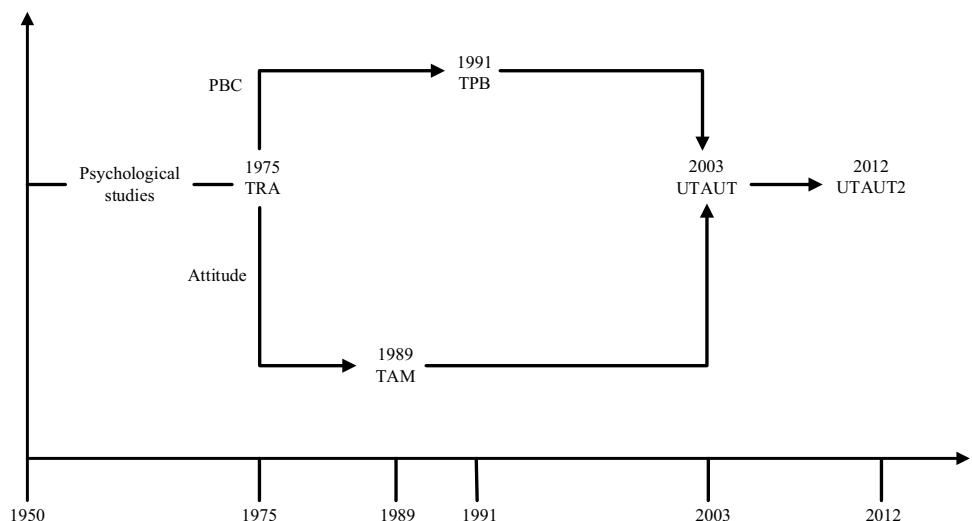 1991
TPB
PBC
Psychological
studies
1975
TRA
2003
UTAUT
2012
UTAUT2
Attitude
1989
TAM
1950
1975
1989
1991
2003
2012